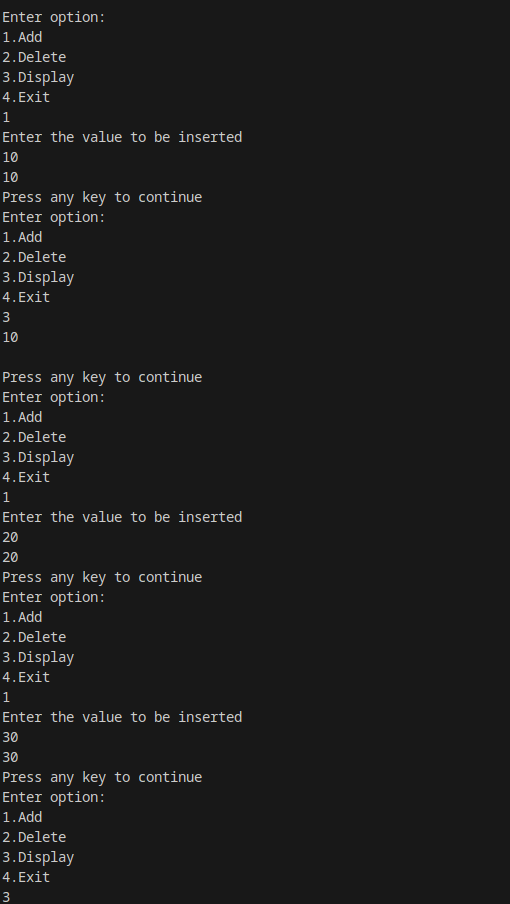 Enter option:
1.Add
2.Delete
3.Display
4.Exit
1
Enter the value to be inserted
10
10
Press any key to continue
Enter option:
1.Add
2.Delete
3.Display
4.Exit
3
10

Press any key to continue
Enter option:
1.Add
2.Delete
3.Display
4.Exit
1
Enter the value to be inserted
20
20
Press any key to continue
Enter option:
1.Add
2.Delete
3.Display
4.Exit
1
Enter the value to be inserted
30
30
Press any key to continue
Enter option:
1.Add
2.Delete
3.Display
4.Exit
3